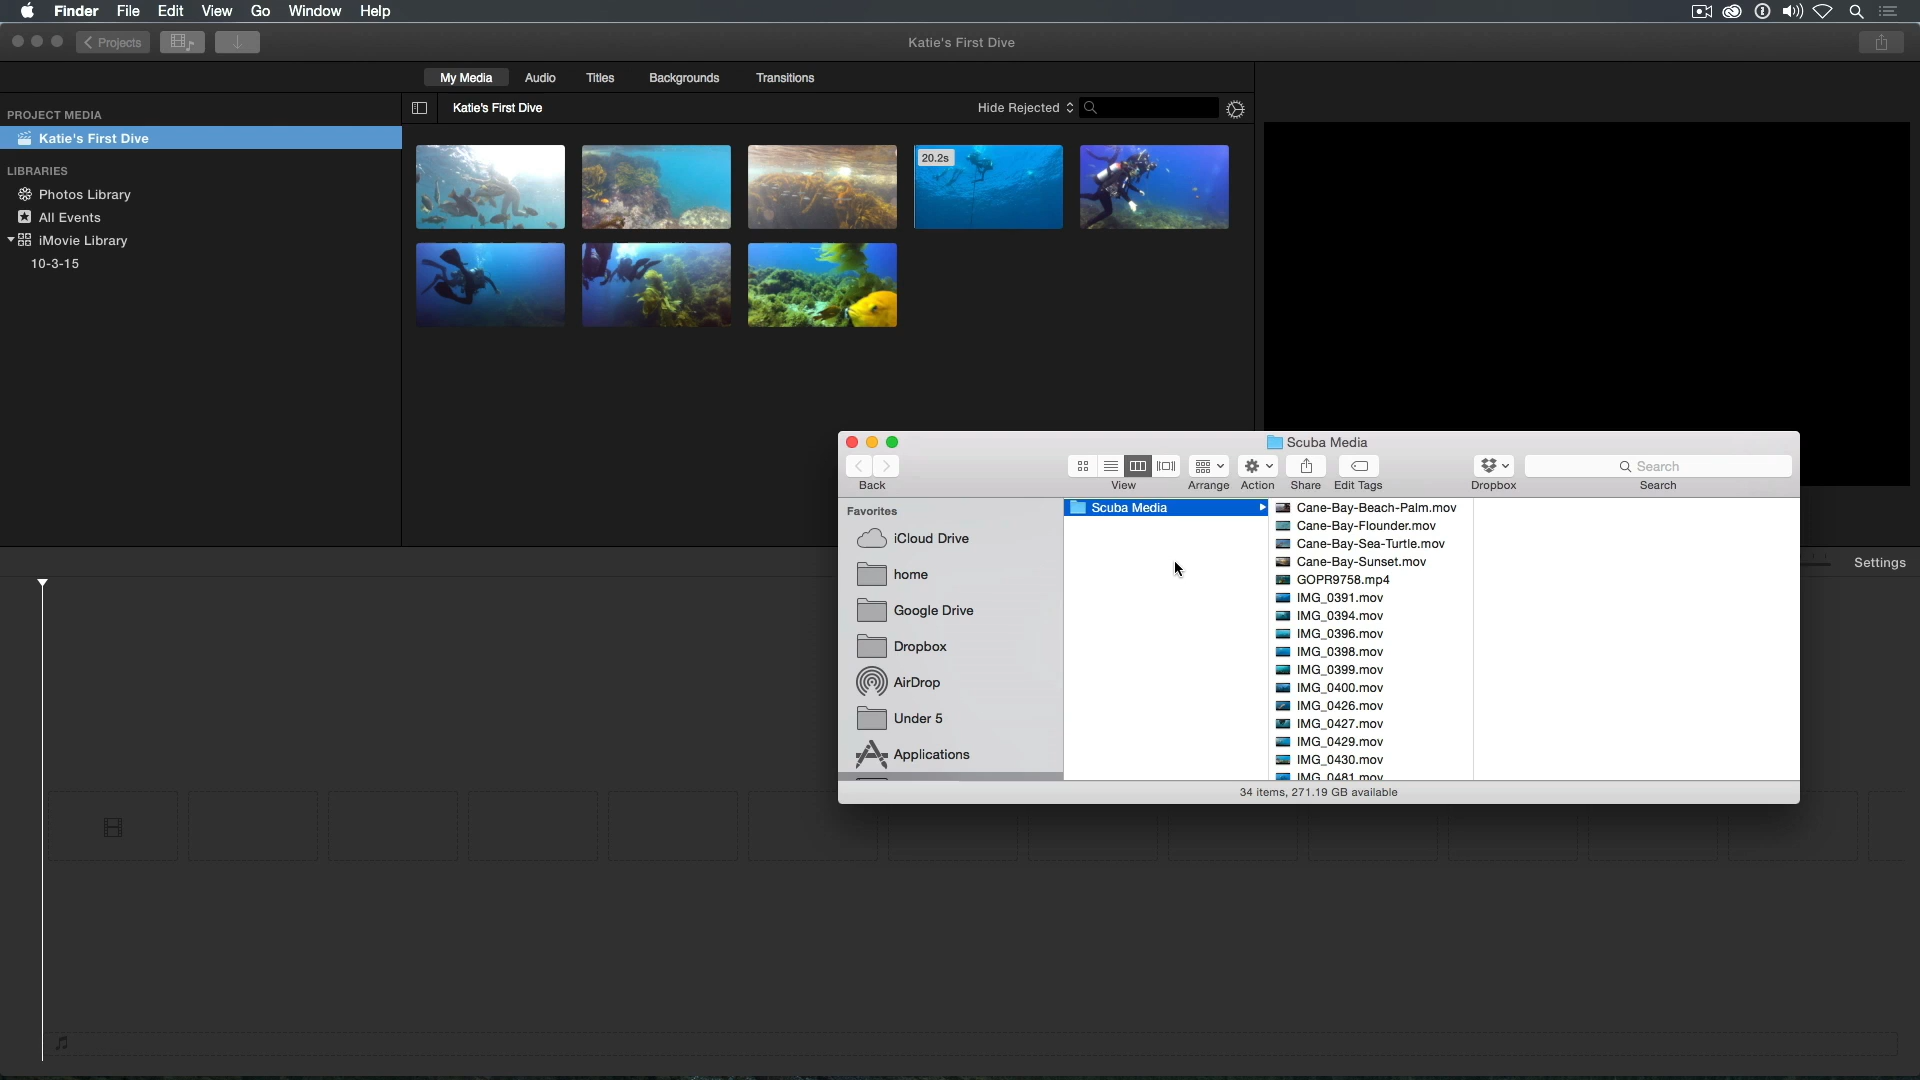 Finder File Edit View Go Window Help
Projects
Katie's First Dive
My Media Audio Titles Backgrounds Transitions
PROJECT MEDIA
Katie's First Dive
Hide Rejected
Katie's First Dive
LIBRARIES
Photos Library
All Events
iMovie Library
10-3-15
20.2s
Scuba Media
Back
View
Arrange
Action
Share
Edit Tags
Dropbox
Search
Search
Favorites
iCloud Drive
home
Google Drive
Dropbox
AirDrop
Under 5
Applications
Scuba Media
Cane-Bay-Beach-Palm.mov
Cane-Bay-Flounder.mov
Cane-Bay-Sea-Turtle.mov
Cane-Bay-Sunset.mov
GOPR9758.mp4
IMG_0391.mov
IMG_0394.mov
IMG_0396.mov
IMG_0398.mov
IMG_0399.mov
IMG_0400.mov
IMG_0426.mov
IMG_0427.mov
IMG_0429.mov
IMG_0430.mov
IMG_0481.mov
34 items, 271.19 GB available
Settings